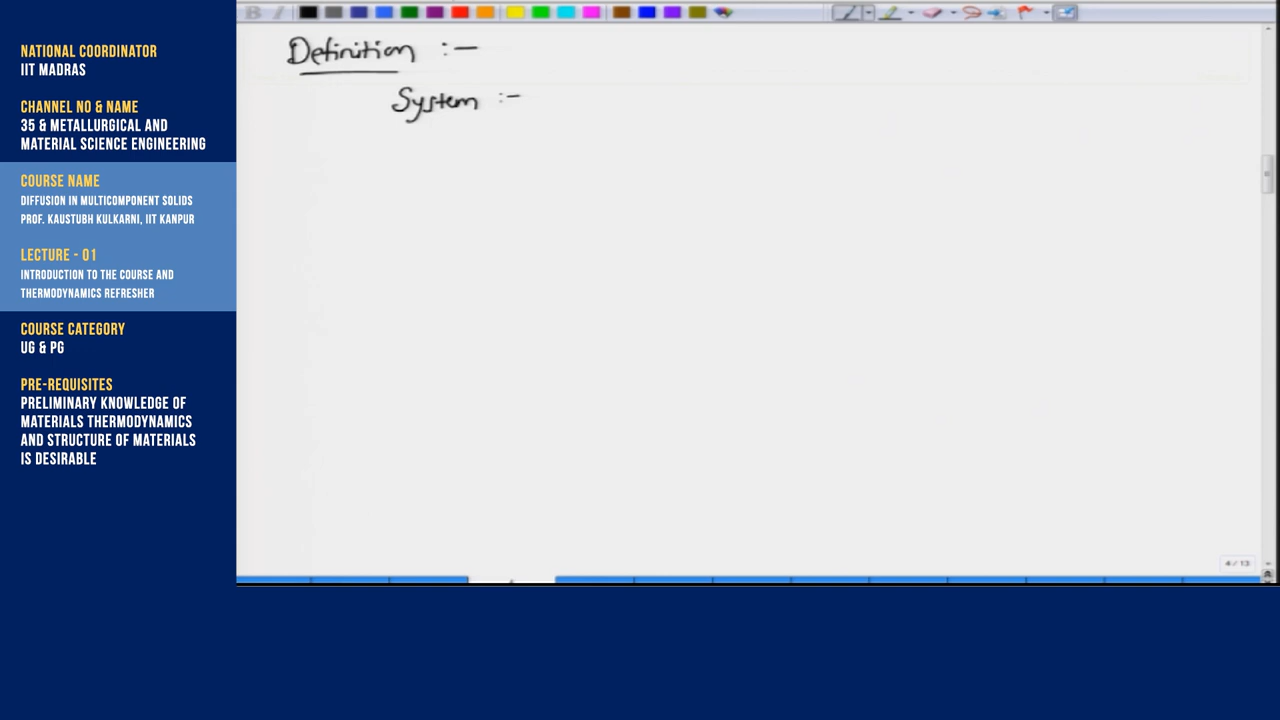 NATIONAL COORDINATOR
IIT MADRAS
CHANNEL NO & NAME
35 & METALLURGICAL AND
MATERIAL SCIENCE ENGINEERING
COURSE NAME
DIFFUSION IN MULTICOMPONENT SOLIDS
PROF. KAUSTUBH KULKARNI, IIT KANPUR
LECTURE - 01
INTRODUCTION TO THE COURSE AND
THERMODYNAMICS REFRESHER
COURSE CATEGORY
UG & PG
PRE-REQUISITES
PRELIMINARY KNOWLEDGE OF
MATERIALS THERMODYNAMICS
AND STRUCTURE OF MATERIALS
IS DESIRABLE
B I
Definition :-
System :-
4 / 13